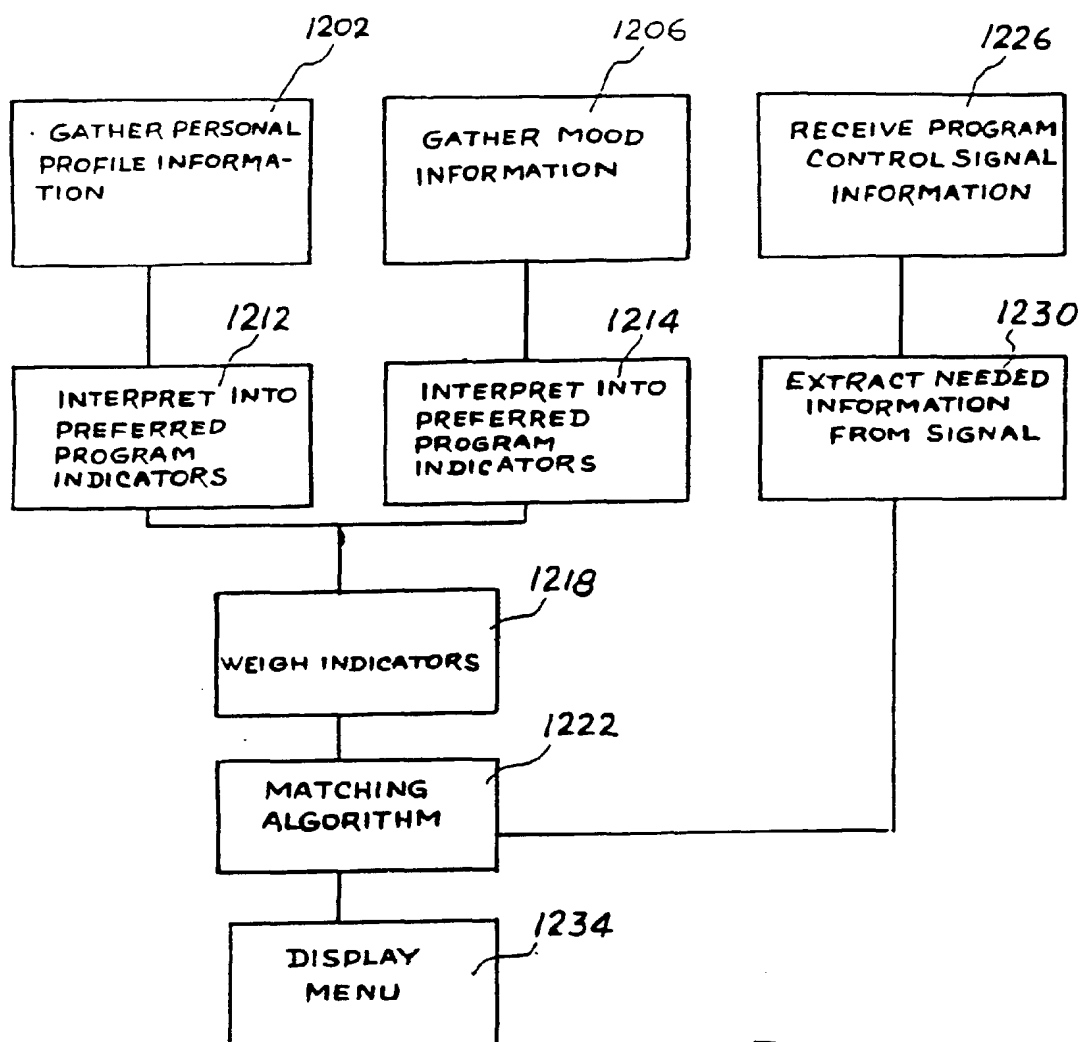 1202
1206
1226
· GATHER PERSONAL
PROFILE INFORMA-
TION
GATHER MOOD
INFORMATION
RECEIVE PROGRAM
CONTROL SIGNAL
INFORMATION
1212
1214
1230
INTERPRET INTO
PREFERRED
PROGRAM
INDICATORS
INTERPRET INTO
PREFERRED
PROGRAM
INDICATORS
EXTRACT NEEDED
INFORMATION
FROM SIGNAL
1218
WEIGH INDICATORS
1222
MATCHING
ALGORITHM
1234
DISPLAY
MENU